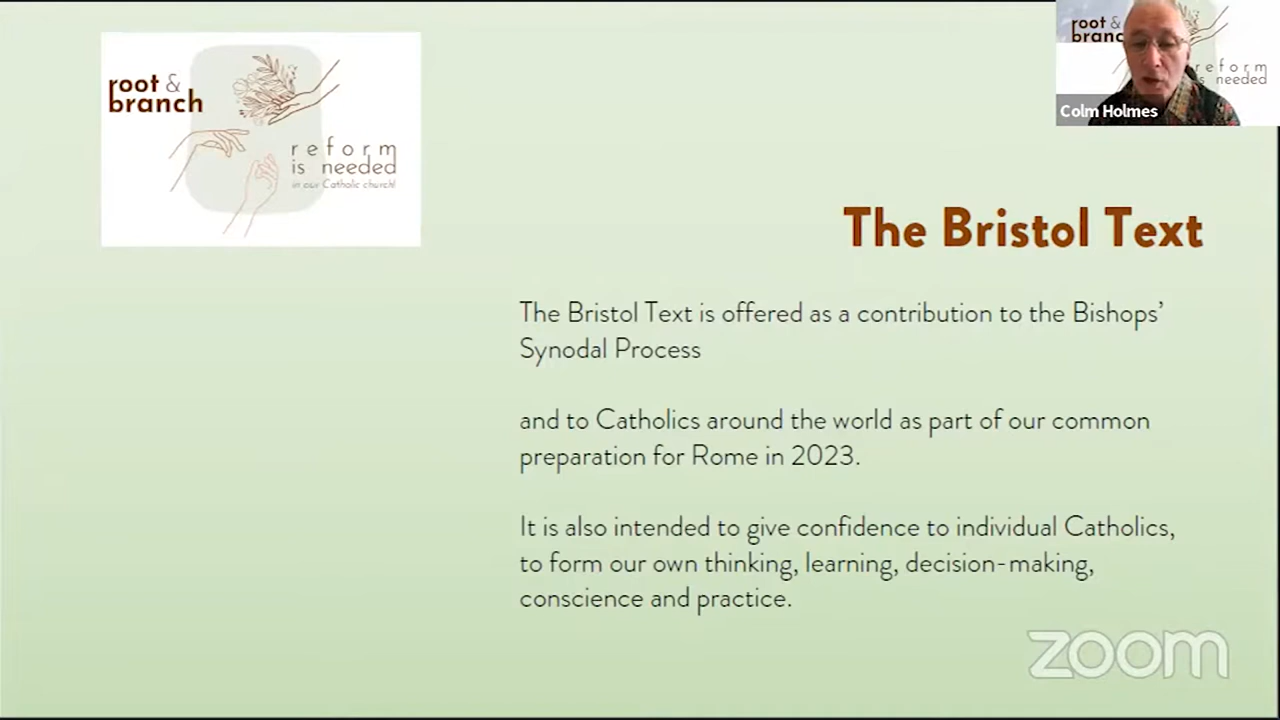 root &
branch
reform
is needed
in our Catholic church!
root &
branc
reform
s needed
Colm Holmes
The Bristol Text
The Bristol Text is offered as a contribution to the Bishops’
Synodal Process
and to Catholics around the world as part of our common
preparation for Rome in 2023.
It is also intended to give confidence to individual Catholics,
to form our own thinking, learning, decision-making,
conscience and practice.
zoom